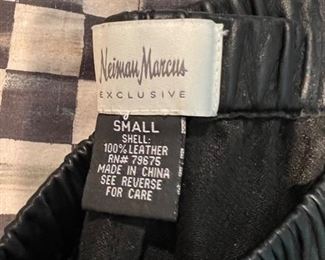 Neiman Marcus
EXCLUSIVE
SMALL
SHELL:
100% LEATHER
RN# 79675
MADE IN CHINA
SEE REVERSE
FOR CARE